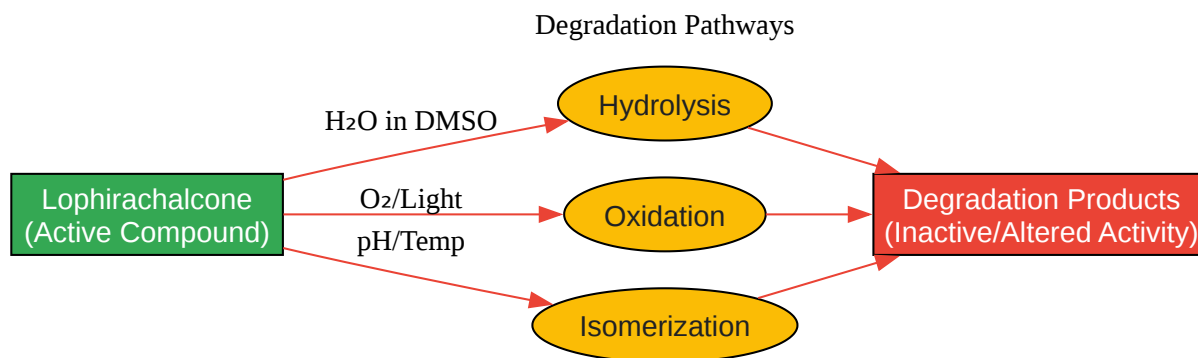 Degradation Pathways
Hydrolysis
H₂O in DMSO
Lophirachalcone
(Active Compound)
O₂/Light
Oxidation
pH/Temp
Isomerization
Degradation Products
(Inactive/Altered Activity)